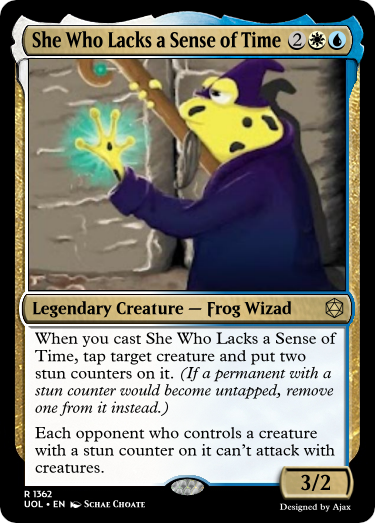 She Who Lacks a Sense of Time 2
Legendary Creature — Frog Wizad
When you cast She Who Lacks a Sense of
Time, tap target creature and put two
stun counters on it. (If a permanent with a
stun counter would become untapped, remove
one from it instead.)
Each opponent who controls a creature
with a stun counter on it can't attack with
creatures.
3/2
R 1362
UOL • EN Schae Choate
Designed by Ajax